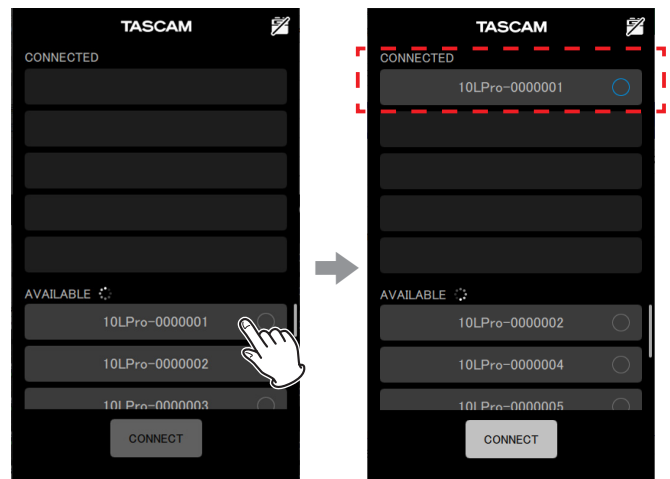 TASCAM
CONNECTED
AVAILABLE
10LPro-0000001
10LPro-0000002
10LPro-0000003
CONNECT
TASCAM
CONNECTED
10LPro-0000001
AVAILABLE
10LPro-0000002
10LPro-0000004
10LPro-0000005
CONNECT